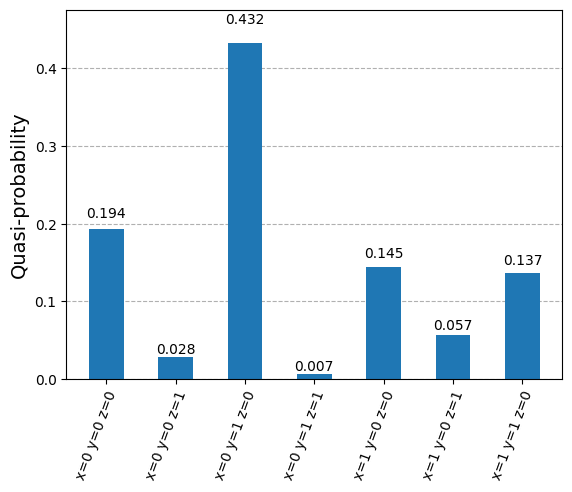 0.432
0.4
0.3
0.194
0.2
0.145
0.137
0.1
0.057
0.028
0.007
0.0
Quasi-probability
x=0 y=0 z=0
x=0 y=0 z=1
x=0 y=1 z=0
x=0 y=1 z=1
x=1 y=0 z=0
x=1 y=0 z=1
x=1 y=1 z=0